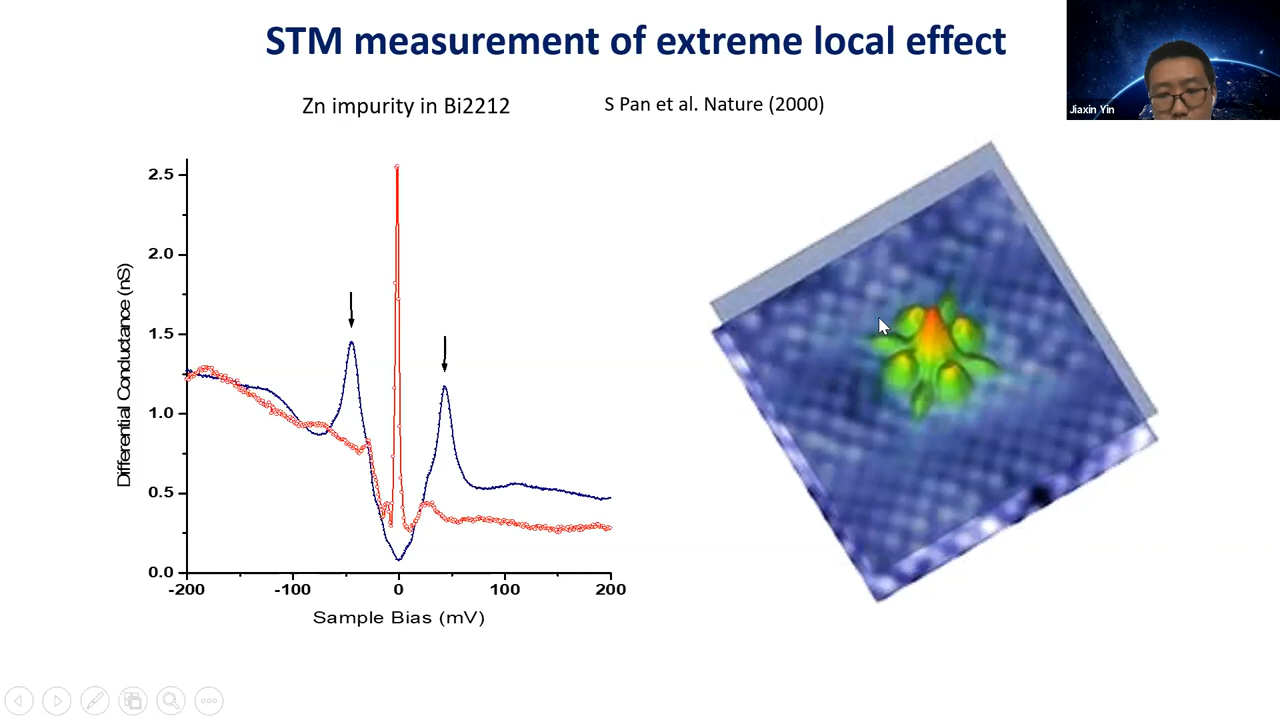 STM measurement of extreme local effect
Jiaxin Yin
Zn impurity in Bi2212
S Pan et al. Nature (2000)
2.5
2.0
1.5
1.0
0.5
0.0
Differential Conductance (nS)
-200 -100 0 100 200
Sample Bias (mV)